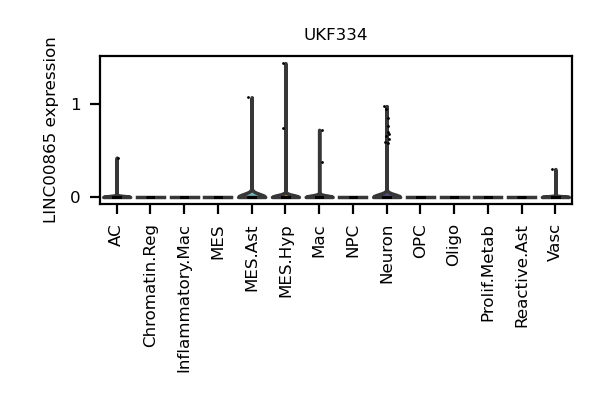 UKF334
LINC00865 expression
1
0
AC
Chromatin.Reg
Inflammatory.Mac
MES
MES.Ast
MES.Hyp
Mac
NPC
Neuron
OPC
Oligo
Prolif.Metab
Reactive.Ast
Vasc